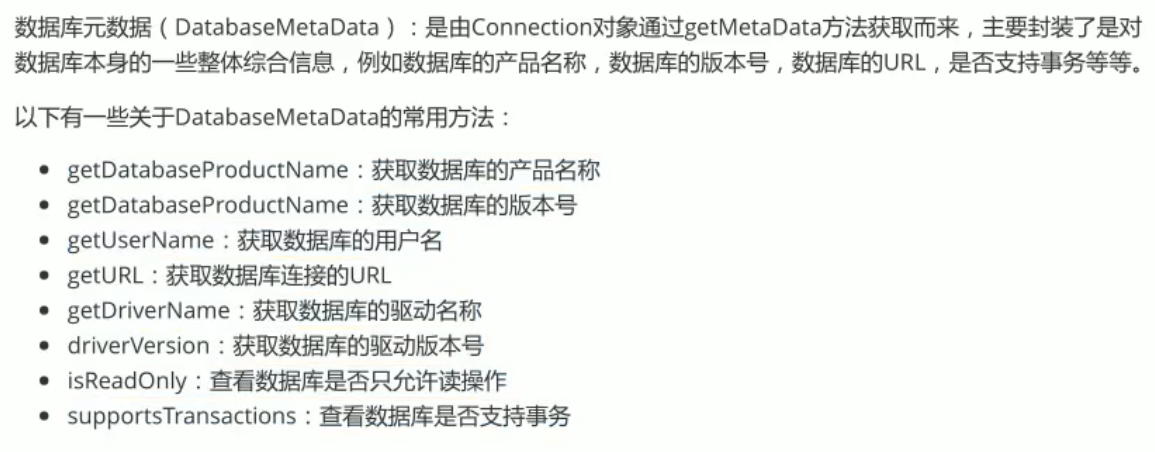 数据库元数据（DatabaseMetaData）：是由Connection对象通过getMetaData方法获取而来，主要封装了是对
数据库本身的一些整体综合信息，例如数据库的产品名称，数据库的版本号，数据库的URL，是否支持事务等等。
以下有一些关于DatabaseMetaData的常用方法：
• getDatabaseProductName：获取数据库的产品名称
• getDatabaseProductName：获取数据库的版本号
• getUserName：获取数据库的用户名
• getURL：获取数据库连接的URL
• getDriverName：获取数据库的驱动名称
• driverVersion：获取数据库的驱动版本号
• isReadOnly：查看数据库是否只允许读操作
• supportsTransactions：查看数据库是否支持事务